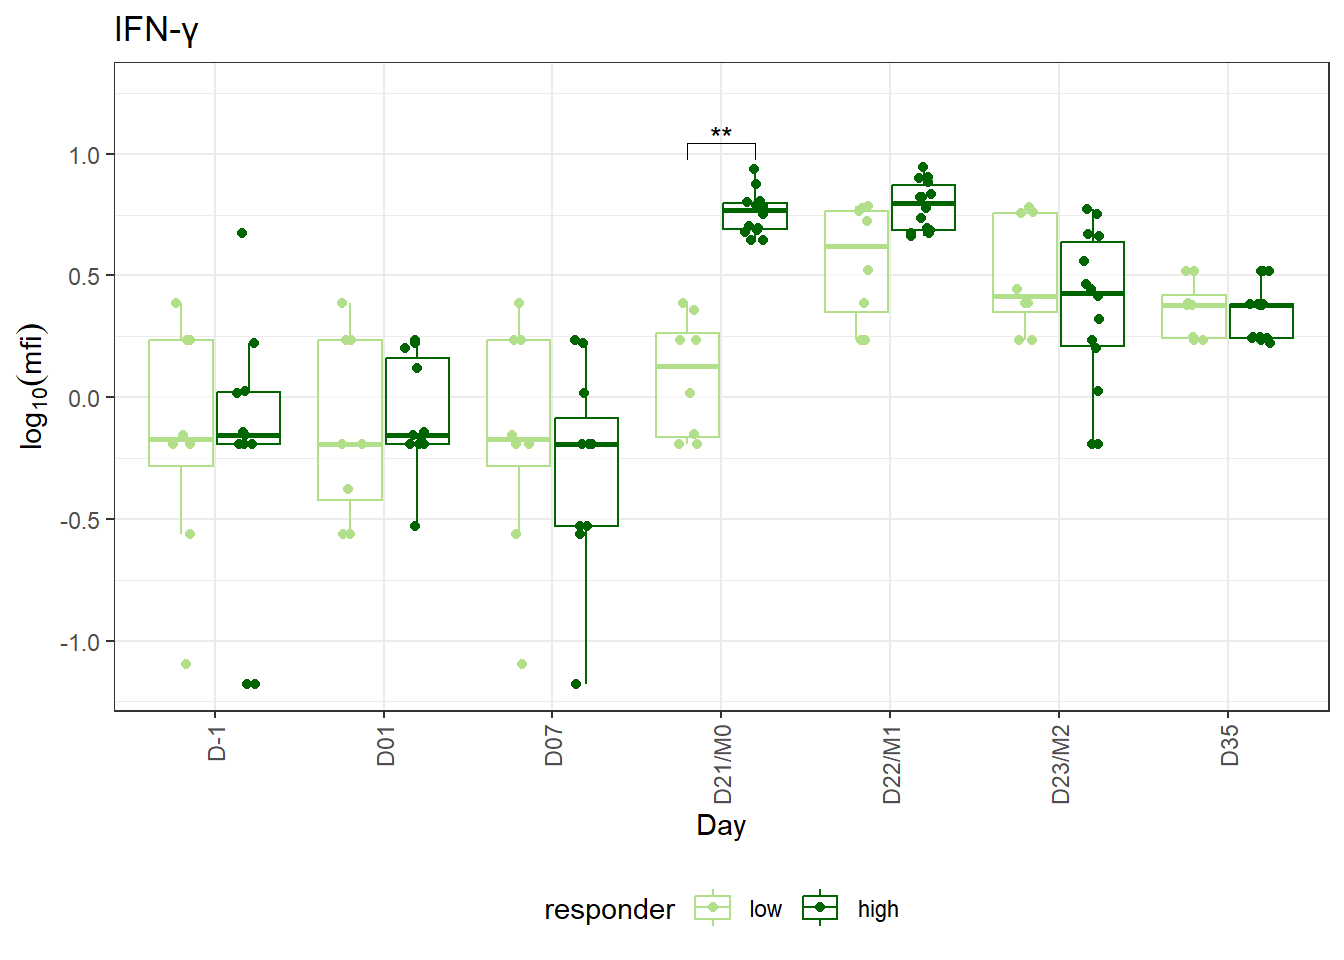 IFN-γ
**
1.0
0.5
0.0
-0.5
-1.0
log₁₀(mfi)
D-1
D01
D07
D21/M0
D22/M1
D23/M2
D35
Day
responder low high